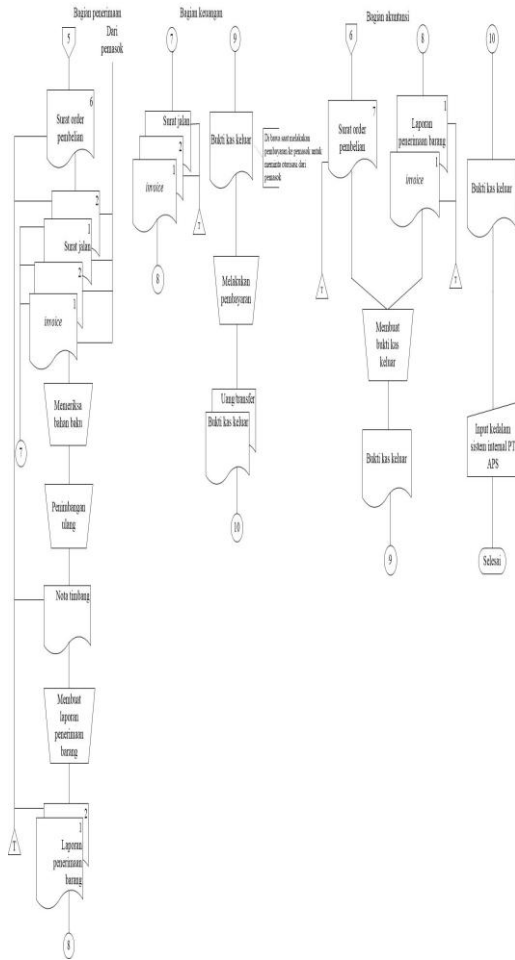 Bagian penerimaan
Dari
pemasok
5
6
Surat order
pembelian
2
1
Surat jalan
2
1
invoice
Memeriksa
bahan baku
7
Penimbangan
ulang
Nota timbang
Membuat
laporan
penerimaan
barang
T
2
1
Laporan
penerimaan
barang
8
Bagian keuangan
7
Surat jalan
2
1
invoice
T
8
9
Bukti kas keluar
Di bawa saat melakukan
pembayaran ke pemasok untuk
dari
pemasok
Melakukan
pembayaran
Uang/transfer
Bukti kas keluar
10
Bagian akuntansi
6
7
Surat order
pembelian
T
8
1
Laporan
penerimaan barang
1
invoice
T
Membuat
bukti kas
keluar
Bukti kas keluar
9
10
Bukti kas keluar
Input kedalam
sistem internal PT
APS
Selesai